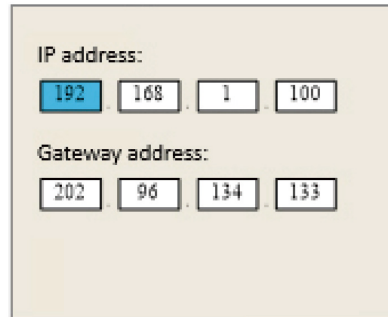 IP address:
192 . 168 . 1 . 100
Gateway address:
202 . 96 . 134 . 133